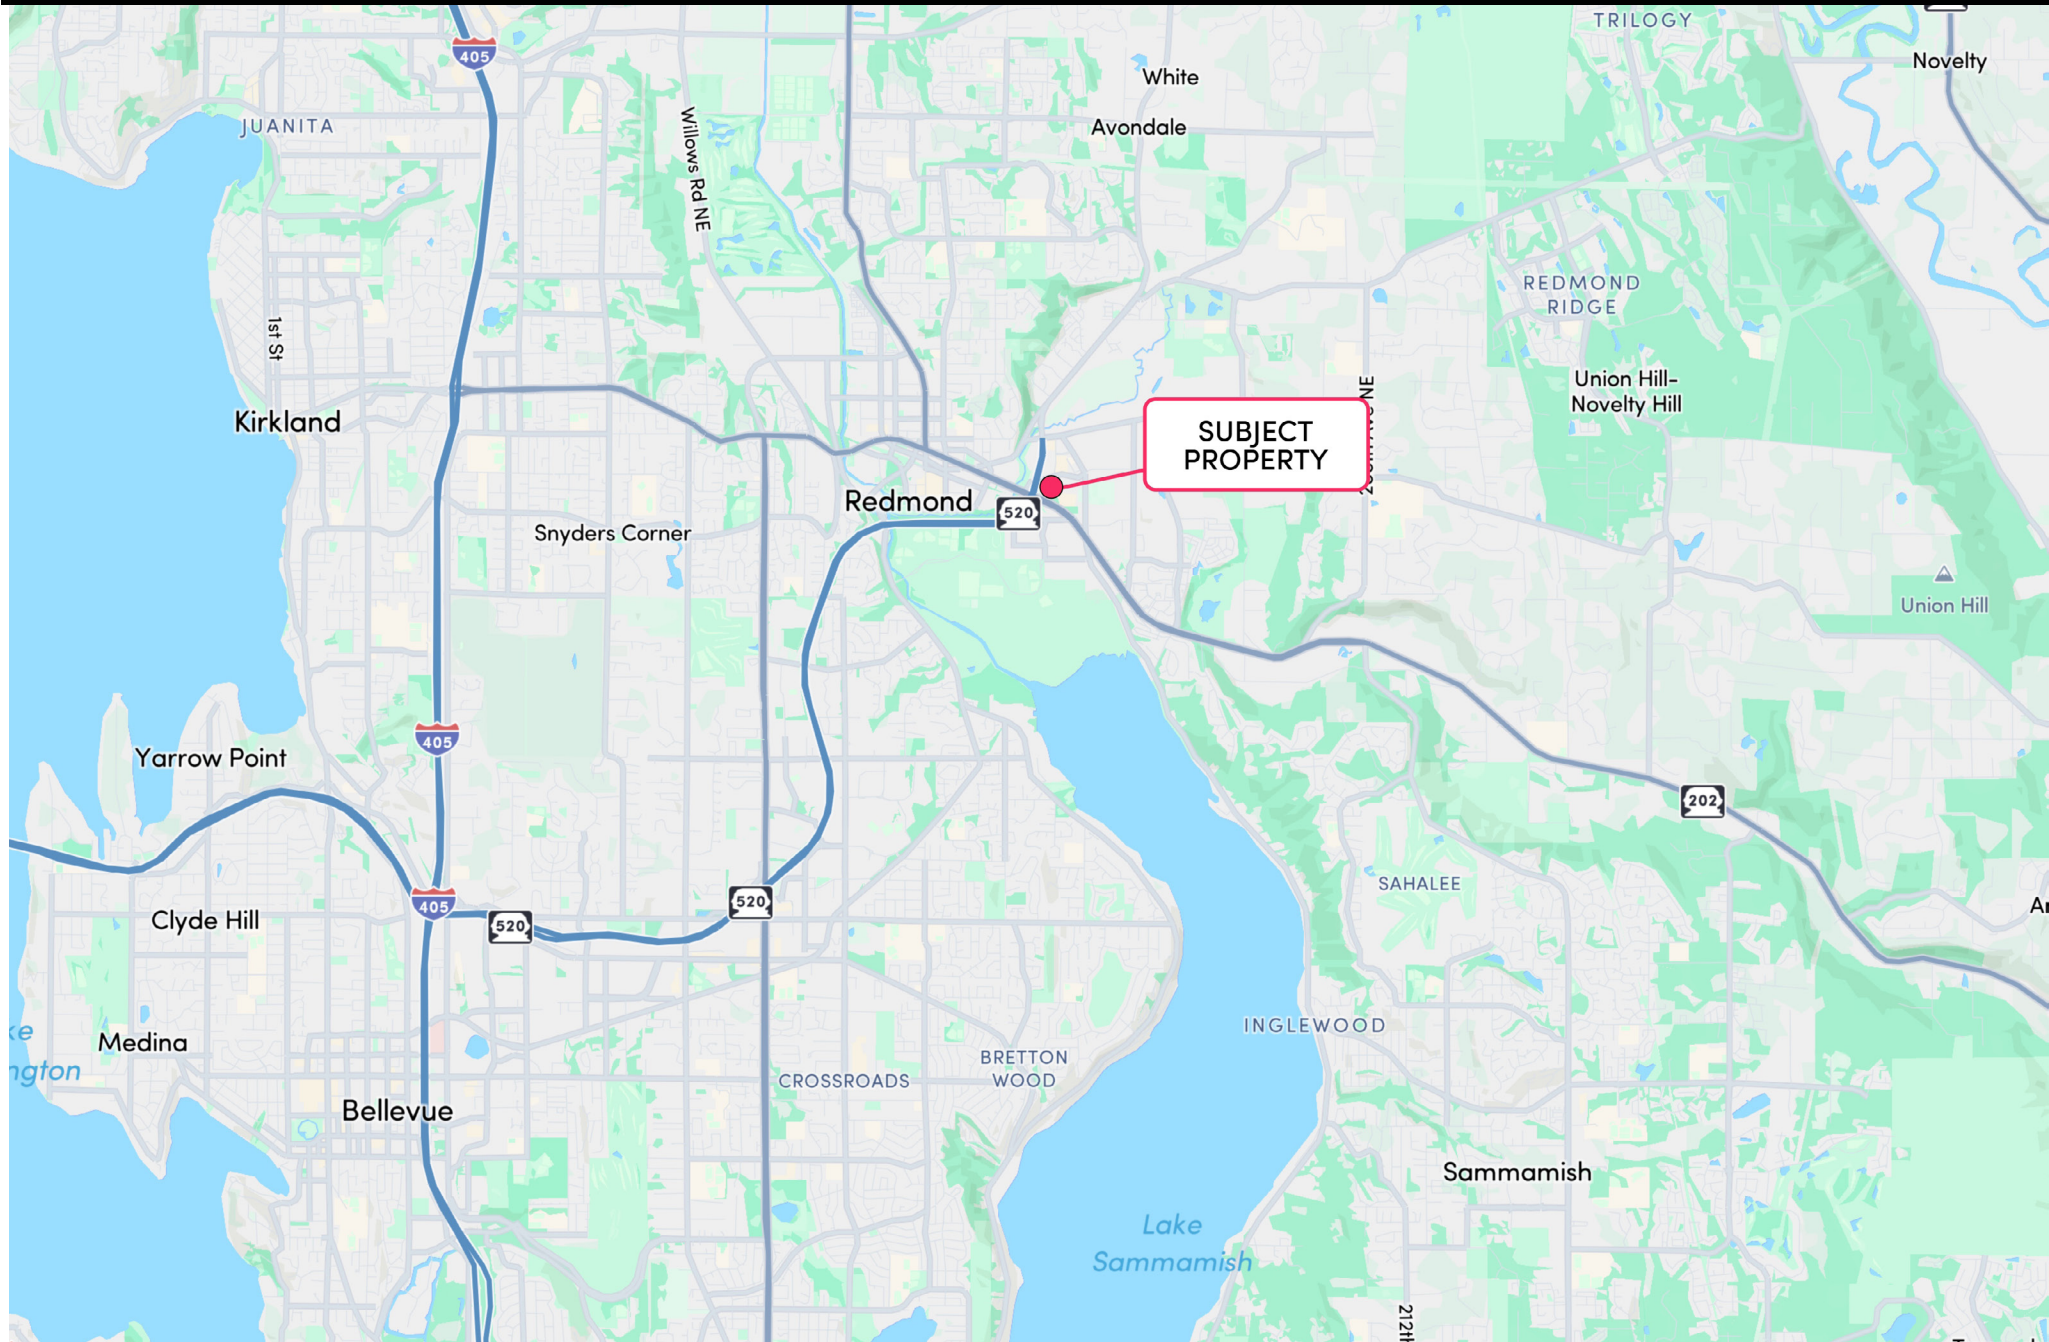 TRILOGY
405
Novelty
White
JUANITA
Avondale
Willows Rd NE
REDMOND
RIDGE
1st St
Union Hill-
Novelty Hill
Kirkland
SUBJECT
PROPERTY
NE
Redmond
520
Snyders Corner
Union Hill
405
Yarrow Point
202
SAHALEE
405
520
520
Clyde Hill
INGLEWOOD
Medina
BRETTON
WOOD
CROSSROADS
Bellevue
Sammamish
Lake
Sammamish